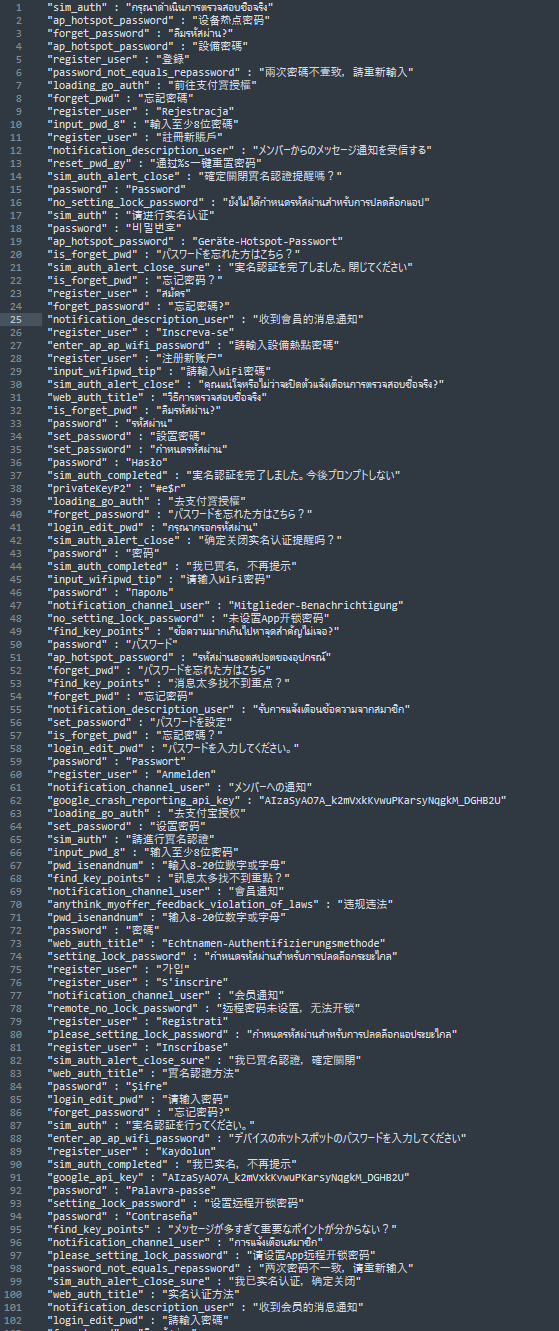 1 "sim_auth" : "กรุณาดำเนินการตรวจสอบชื่อจริง"
2 "ap_hotspot_password" : "设备热点密码"
3 "forget_password" : "ลืมรหัสผ่าน?"
4 "ap_hotspot_password" : "設備密碼"
5 "register_user" : "登録"
6 "password_not_equals_repassword" : "兩次密碼不壹致, 請重新輸入"
7 "loading_go_auth" : "前往支付寶授權"
8 "forget_pwd" : "忘記密碼"
9 "register_user" : "Rejestracja"
10 "input_pwd_8" : "輸入至少8位密碼"
11 "register_user" : "註冊新賬戶"
12 "notification_description_user" : "メンバーからのメッセージ通知を受信する"
13 "reset_pwd_gy" : "通过%s一键重置密码"
14 "sim_auth_alert_close" : "確定關閉實名認證提醒嗎？"
15 "password" : "Password"
16 "no_setting_lock_password" : "ยังไม่ได้กำหนดรหัสผ่านสำหรับการปลดล็อกแอป"
17 "sim_auth" : "请进行实名认证"
18 "password" : "비밀번호"
19 "ap_hotspot_password" : "Geräte-Hotspot-Passwort"
20 "is_forget_pwd" : "パスワードを忘れた方はこちら？"
21 "sim_auth_alert_close_sure" : "実名認証を完了しました。閉じてください"
22 "is_forget_pwd" : "忘记密码？"
23 "register_user" : "สมัคร"
24 "forget_password" : "忘記密碼?"
25 "notification_description_user" : "收到會員的消息通知"
26 "register_user" : "Inscreva-se"
27 "enter_ap_ap_wifi_password" : "請輸入設備熱點密碼"
28 "register_user" : "注册新账户"
29 "input_wifipwd_tip" : "請輸入WiFi密碼"
30 "sim_auth_alert_close" : "คุณแน่ใจหรือไม่ว่าจะปิดตัวแจ้งเตือนการตรวจสอบชื่อจริง?"
31 "web_auth_title" : "วิธีการตรวจสอบชื่อจริง"
32 "is_forget_pwd" : "ลืมรหัสผ่าน?"
33 "password" : "รหัสผ่าน"
34 "set_password" : "設置密碼"
35 "set_password" : "กำหนดรหัสผ่าน"
36 "password" : "Hasło"
37 "sim_auth_completed" : "実名認証を完了しました。今後プロンプトしない"
38 "privateKeyP2" : "#e$r"
39 "loading_go_auth" : "去支付寶授權"
40 "forget_password" : "パスワードを忘れた方はこちら？"
41 "login_edit_pwd" : "กรุณากรอกรหัสผ่าน"
42 "sim_auth_alert_close" : "确定关闭实名认证提醒吗？"
43 "password" : "密码"
44 "sim_auth_completed" : "我已實名, 不再提示"
45 "input_wifipwd_tip" : "请输入WiFi密码"
46 "password" : "Пароль"
47 "notification_channel_user" : "Mitglieder-Benachrichtigung"
48 "no_setting_lock_password" : "未设置App开锁密码"
49 "find_key_points" : "ข้อความมากเกินไปหาจุดสำคัญไม่เจอ?"
50 "password" : "パスワード"
51 "ap_hotspot_password" : "รหัสผ่านฮอตสปอตของอุปกรณ์"
52 "forget_pwd" : "パスワードを忘れた方はこちら"
53 "find_key_points" : "消息太多找不到重点？"
54 "forget_pwd" : "忘记密码"
55 "notification_description_user" : "รับการแจ้งเตือนข้อความจากสมาชิก"
56 "set_password" : "パスワードを設定"
57 "is_forget_pwd" : "忘記密碼？"
58 "login_edit_pwd" : "パスワードを入力してください。"
59 "password" : "Passwort"
60 "register_user" : "Anmelden"
61 "notification_channel_user" : "メンバーへの通知"
62 "google_crash_reporting_api_key" : "AIzaSyAO7A_k2mVxkKvwuPKarsyNqgkM_DGHB2U"
63 "loading_go_auth" : "去支付宝授权"
64 "set_password" : "设置密码"
65 "sim_auth" : "請進行實名認證"
66 "input_pwd_8" : "输入至少8位密码"
67 "pwd_isenandnum" : "輸入8-20位數字或字母"
68 "find_key_points" : "訊息太多找不到重點？"
69 "notification_channel_user" : "會員通知"
70 "anythink_myoffer_feedback_violation_of_laws" : "违规违法"
71 "pwd_isenandnum" : "输入8-20位数字或字母"
72 "password" : "密碼"
73 "web_auth_title" : "Echtnamen-Authentifizierungsmethode"
74 "setting_lock_password" : "กำหนดรหัสผ่านสำหรับการปลดล็อกระยะไกล"
75 "register_user" : "가입"
76 "register_user" : "S'inscrire"
77 "notification_channel_user" : "会员通知"
78 "remote_no_lock_password" : "远程密码未设置, 无法开锁"
79 "register_user" : "Registrati"
80 "please_setting_lock_password" : "กำหนดรหัสผ่านสำหรับการปลดล็อกแอประยะไกล"
81 "register_user" : "Inscríbase"
82 "sim_auth_alert_close_sure" : "我已實名認證, 確定關閉"
83 "web_auth_title" : "實名認證方法"
84 "password" : "Şifre"
85 "login_edit_pwd" : "请输入密码"
86 "forget_password" : "忘记密码?"
87 "sim_auth" : "実名認証を行ってください。"
88 "enter_ap_ap_wifi_password" : "デバイスのホットスポットのパスワードを入力してください"
89 "register_user" : "Kaydolun"
90 "sim_auth_completed" : "我已实名, 不再提示"
91 "google_api_key" : "AIzaSyAO7A_k2mVxkKvwuPKarsyNqgkM_DGHB2U"
92 "password" : "Palavra-passe"
93 "setting_lock_password" : "设置远程开锁密码"
94 "password" : "Contraseña"
95 "find_key_points" : "メッセージが多すぎて重要なポイントが分からない？"
96 "notification_channel_user" : "การแจ้งเตือนสมาชิก"
97 "please_setting_lock_password" : "请设置App远程开锁密码"
98 "password_not_equals_repassword" : "两次密码不一致, 请重新输入"
99 "sim_auth_alert_close_sure" : "我已实名认证, 确定关闭"
100 "web_auth_title" : "实名认证方法"
101 "notification_description_user" : "收到会员的消息通知"
102 "login_edit_pwd" : "請輸入密碼"